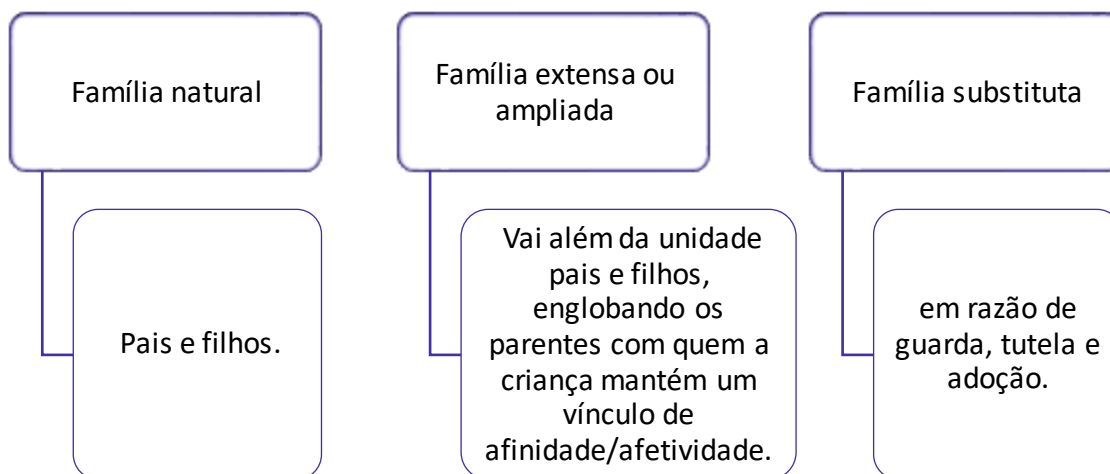 Família natural
Pais e filhos.
Família extensa ou
ampliada
Vai além da unidade
pais e filhos,
englobando os
parentes com quem a
criança mantém um
vínculo de
afinidade/afetividade.
Família substituta
em razão de
guarda, tutela e
adoção.